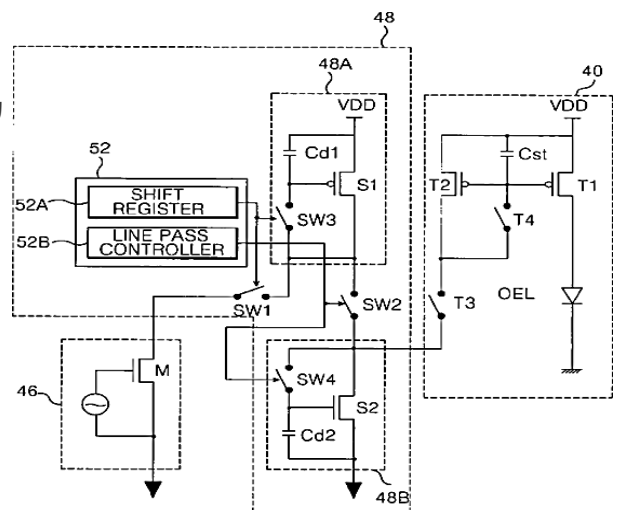 48
48A
VDD
40
VDD
Cd1
S1
52
52A
SHIFT
REGISTER
52B
LINE PASS
CONTROLLER
SW3
SW1
SW2
T2
Cst
T1
T4
T3
OEL
46
M
SW4
S2
Cd2
48B